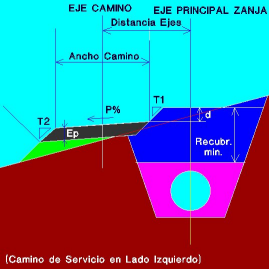 EJE CAMINO
EJE PRINCIPAL ZANJA
Distancia Ejes
Ancho Camino
P%
T1
T2
Ep
d
Recubr.
min.
(Camino de Servicio en Lado Izquierdo)